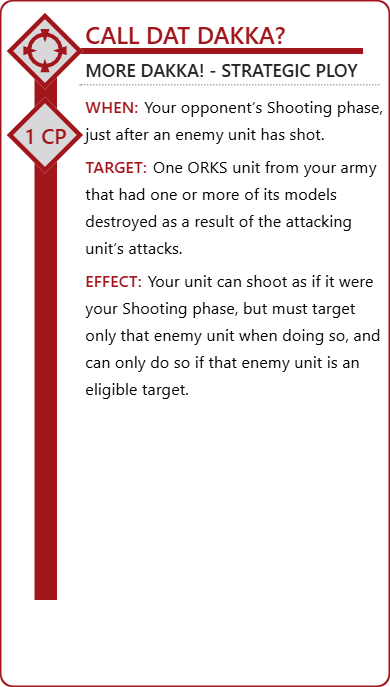 CALL DAT DAKKA?
MORE DAKKA! - STRATEGIC PLOY
1 CP
WHEN: Your opponent's Shooting phase,
just after an enemy unit has shot.
TARGET: One ORKS unit from your army
that had one or more of its models
destroyed as a result of the attacking
unit's attacks.
EFFECT: Your unit can shoot as if it were
your Shooting phase, but must target
only that enemy unit when doing so, and
can only do so if that enemy unit is an
eligible target.